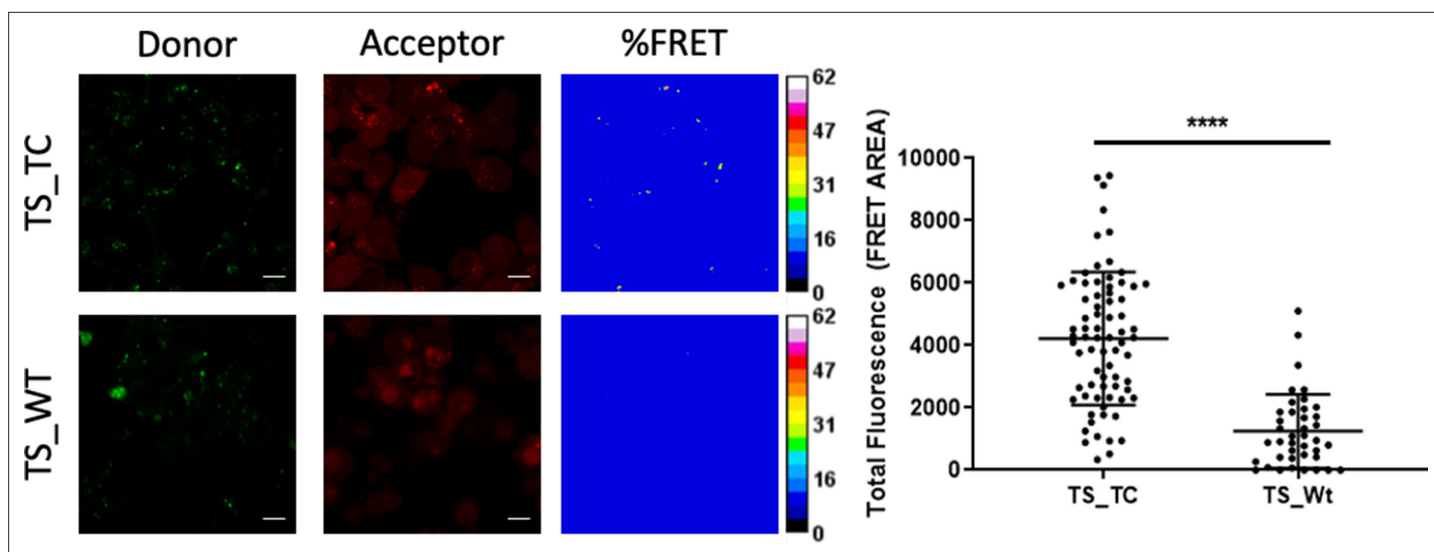 Donor
Acceptor
%FRET
TS_TC
62
47
31
16
0
TS_WT
62
47
31
16
0
****
Total Fluorescence (FRET AREA)
10000
8000
6000
4000
2000
0
TS_TC
TS_Wt